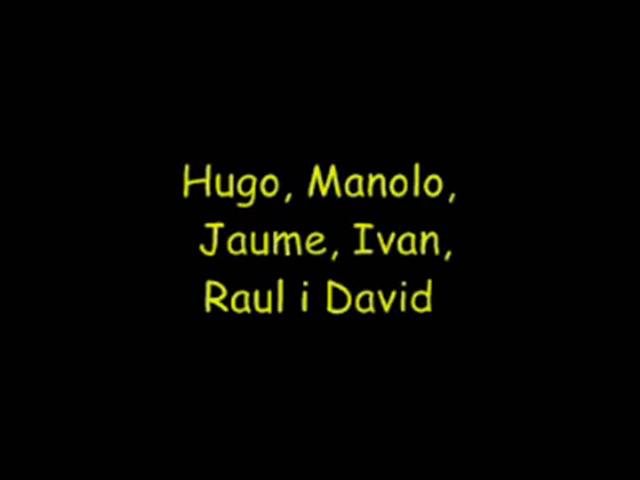 Hugo, Manolo,
Jaume, Ivan,
Raul i David